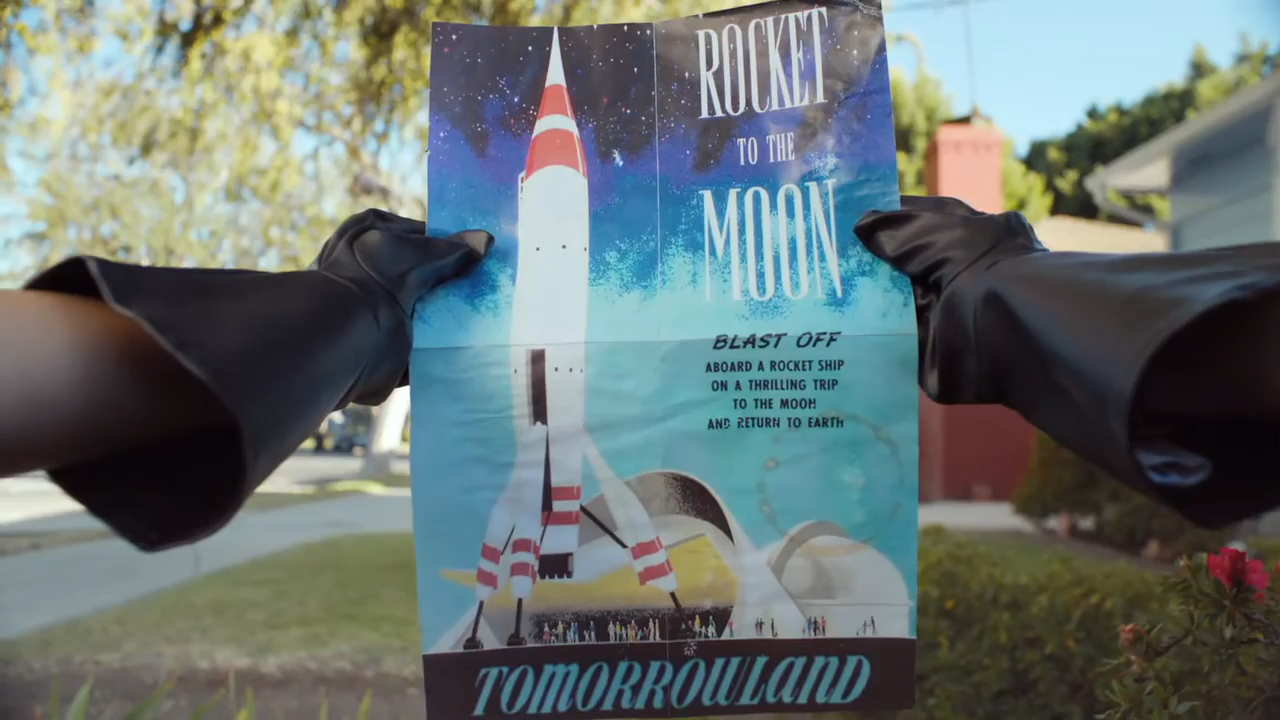 ROCKET
TO THE
MOON
BLAST OFF
ABOARD A ROCKET SHIP
ON A THRILLING TRIP
TO THE MOON
AND RETURN TO EARTH
TOMORROWLAND